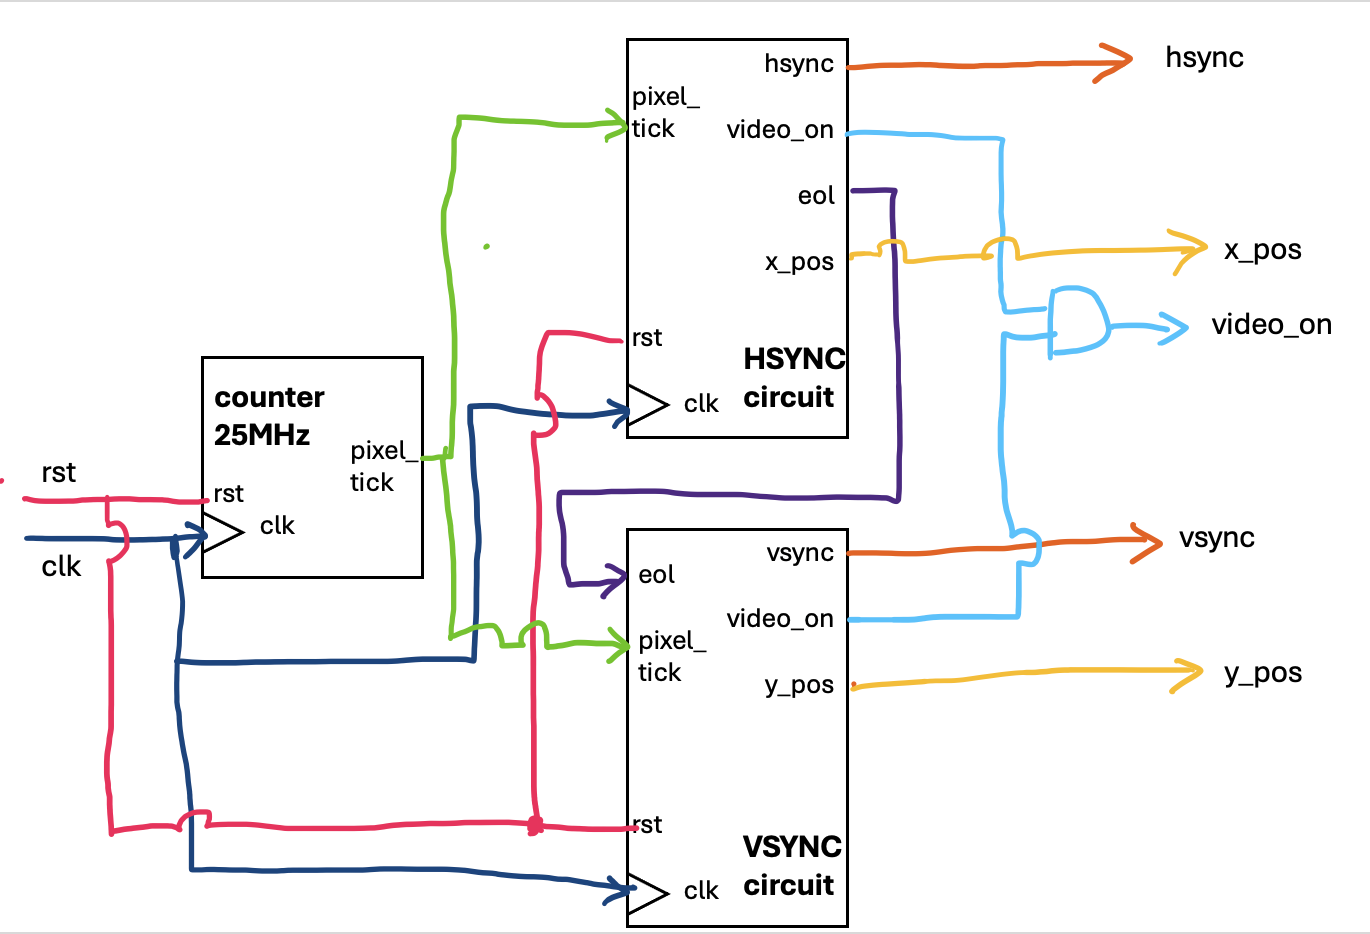 rst
clk
counter
25MHz
pixel_
tick
rst
clk
hsync
pixel_
tick
video_on
eol
x_pos
rst
HSYNC
circuit
clk
vsync
eol
video_on
pixel_
tick
y_pos
rst
VSYNC
circuit
clk
hsync
x_pos
video_on
vsync
y_pos